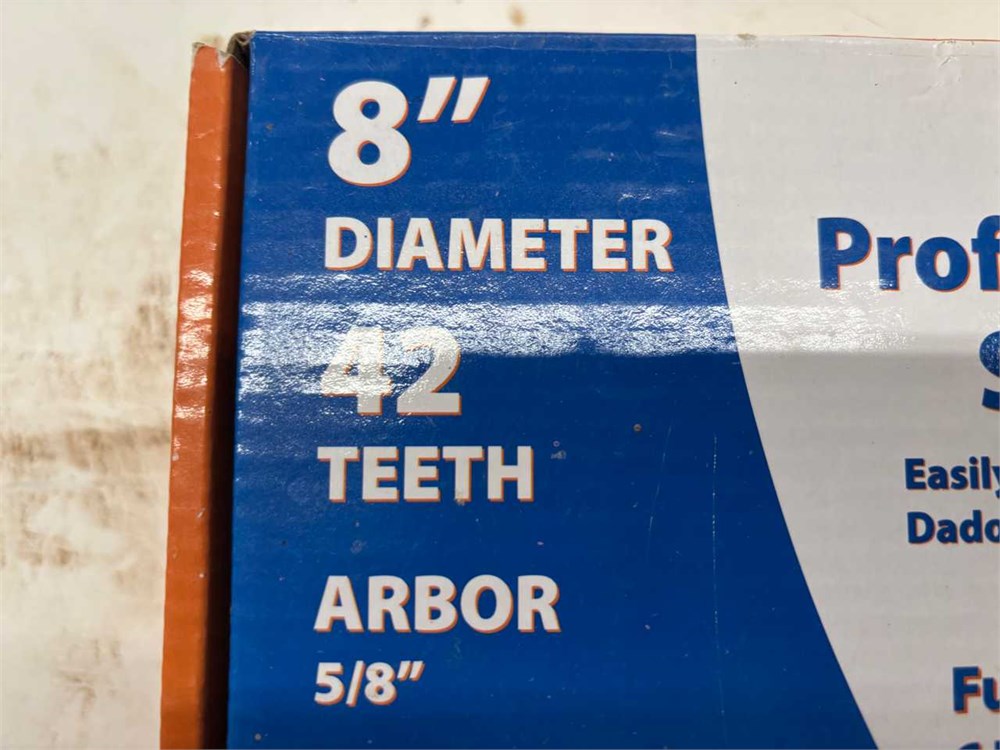 8”
DIAMETER
42
TEETH
ARBOR
5/8”
Prof
Easily
Dado
Fu